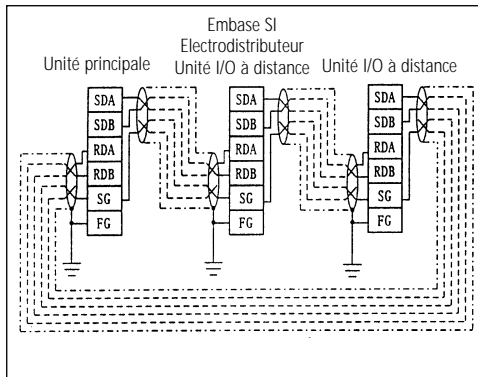 Embase SI
Electrodistributeur
Unité principale
Unité I/O à distance
Unité I/O à distance
SDA
SDB
RDA
RDB
SG
FG
SDA
SDB
RDA
RDB
SG
FG
SDA
SDB
RDA
RDB
SG
FG